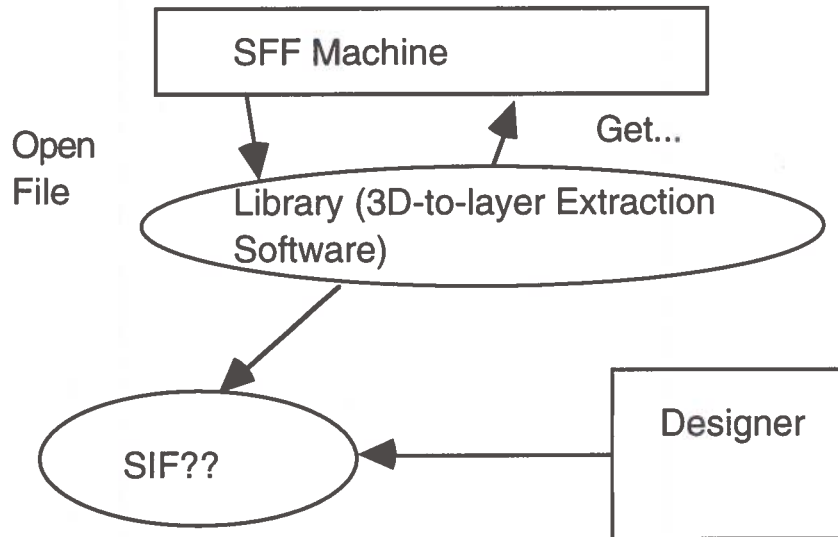 SFF Machine
Open
File
Get...
Library (3D-to-layer Extraction
Software)
Designer
SIF??